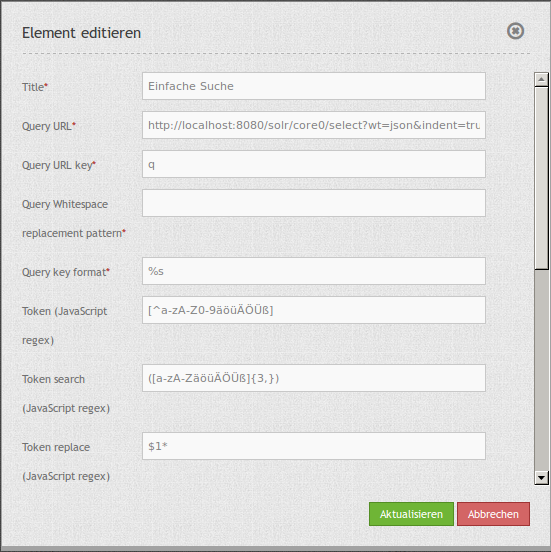 Element editieren
Title*
Einfache Suche
Query URL*
http://localhost:8080/solr/core0/select?wt=json&indent=tru
Query URL key*
q
Query Whitespace
replacement pattern*
Query key format*
%s
Token (JavaScript
regex)
[^a-zA-Z0-9äöüÄÖÜß]
Token search
(JavaScript regex)
([a-zA-ZäöüÄÖÜß]{3,})
Token replace
(JavaScript regex)
$1*
Aktualisieren
Abbrechen